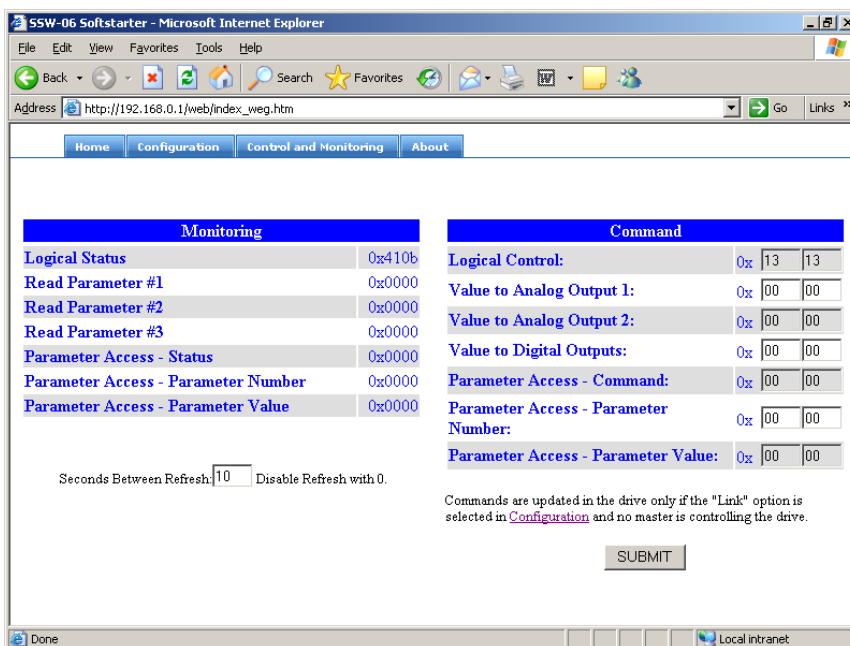 SSW-06 Softstarter - Microsoft Internet Explorer
File Edit View Favorites Tools Help
Back Search Favorites
Address http://192.168.0.1/web/index_weg.htm Go Links »
Home Configuration Control and Monitoring About
Monitoring
Logical Status 0x410b
Read Parameter #1 0x0000
Read Parameter #2 0x0000
Read Parameter #3 0x0000
Parameter Access - Status 0x0000
Parameter Access - Parameter Number 0x0000
Parameter Access - Parameter Value 0x0000
Seconds Between Refresh: 10 Disable Refresh with 0.
Command
Logical Control: 0x 13 13
Value to Analog Output 1: 0x 00 00
Value to Analog Output 2: 0x 00 00
Value to Digital Outputs: 0x 00 00
Parameter Access - Command: 0x 00 00
Parameter Access - Parameter
Number: 0x 00 00
Parameter Access - Parameter Value: 0x 00 00
Commands are updated in the drive only if the "Link" option is
selected in Configuration and no master is controlling the drive.
SUBMIT
Done Local intranet